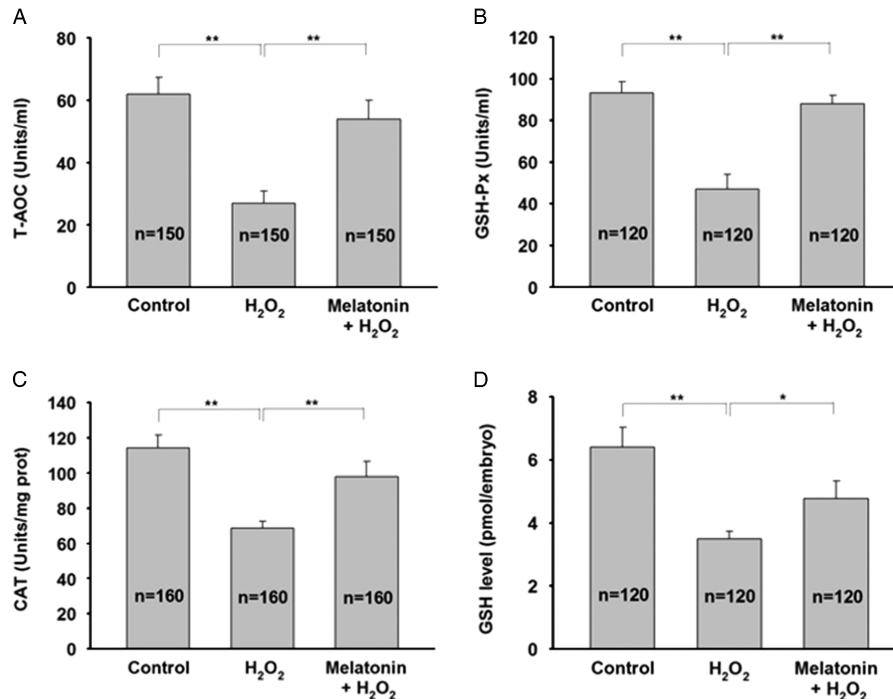 A
T-AOC (Units/ml)
80
60
40
20
0
**
**
n=150
n=150
n=150
Control
H₂O₂
Melatonin
+ H₂O₂
B
GSH-Px (Units/ml)
120
100
80
60
40
20
0
**
**
n=120
n=120
n=120
Control
H₂O₂
Melatonin
+ H₂O₂
C
CAT (Units/mg prot)
140
120
100
80
60
40
20
0
**
**
n=160
n=160
n=160
Control
H₂O₂
Melatonin
+ H₂O₂
D
GSH level (pmol/embryo)
8
6
4
2
0
**
*
n=120
n=120
n=120
Control
H₂O₂
Melatonin
+ H₂O₂